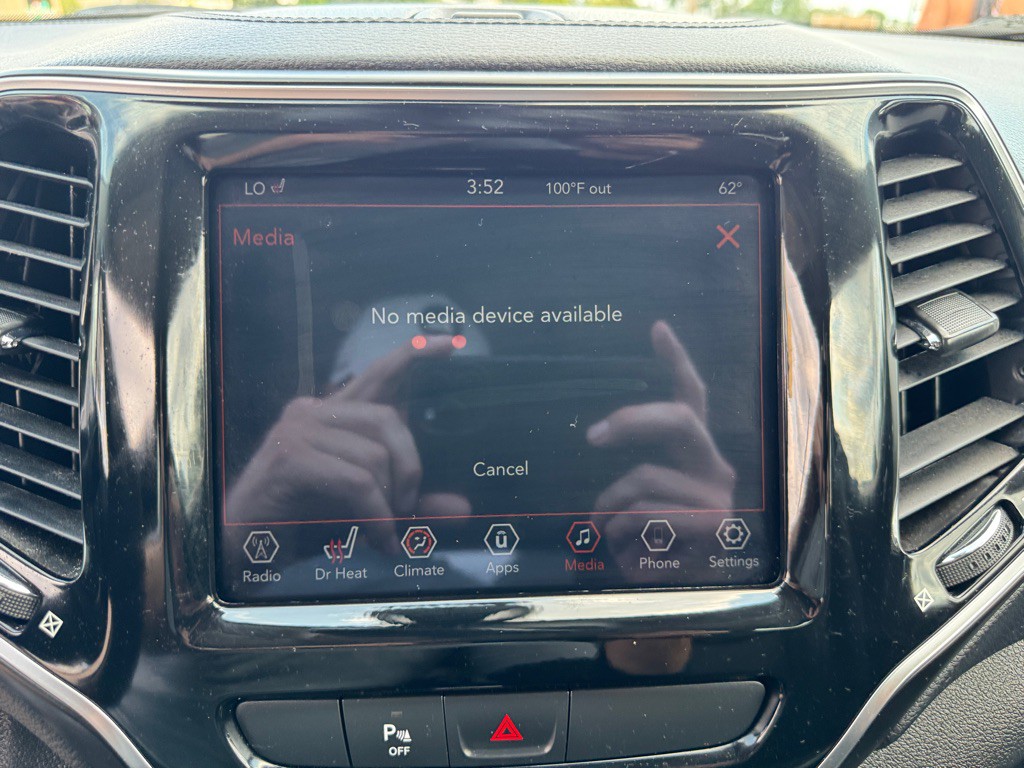 LO 3:52 100°F out 62°
Media
No media device available
Cancel
Radio Dr Heat Climate Apps Media Phone Settings
P OFF